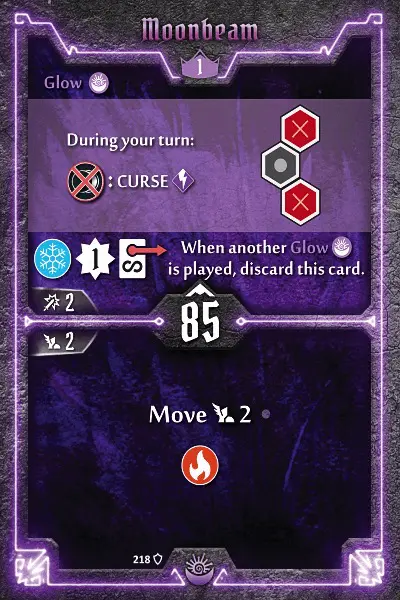 Moonbeam
1
Glow
During your turn:
: CURSE
1
When another Glow
is played, discard this card.
2
85
2
Move 2
218